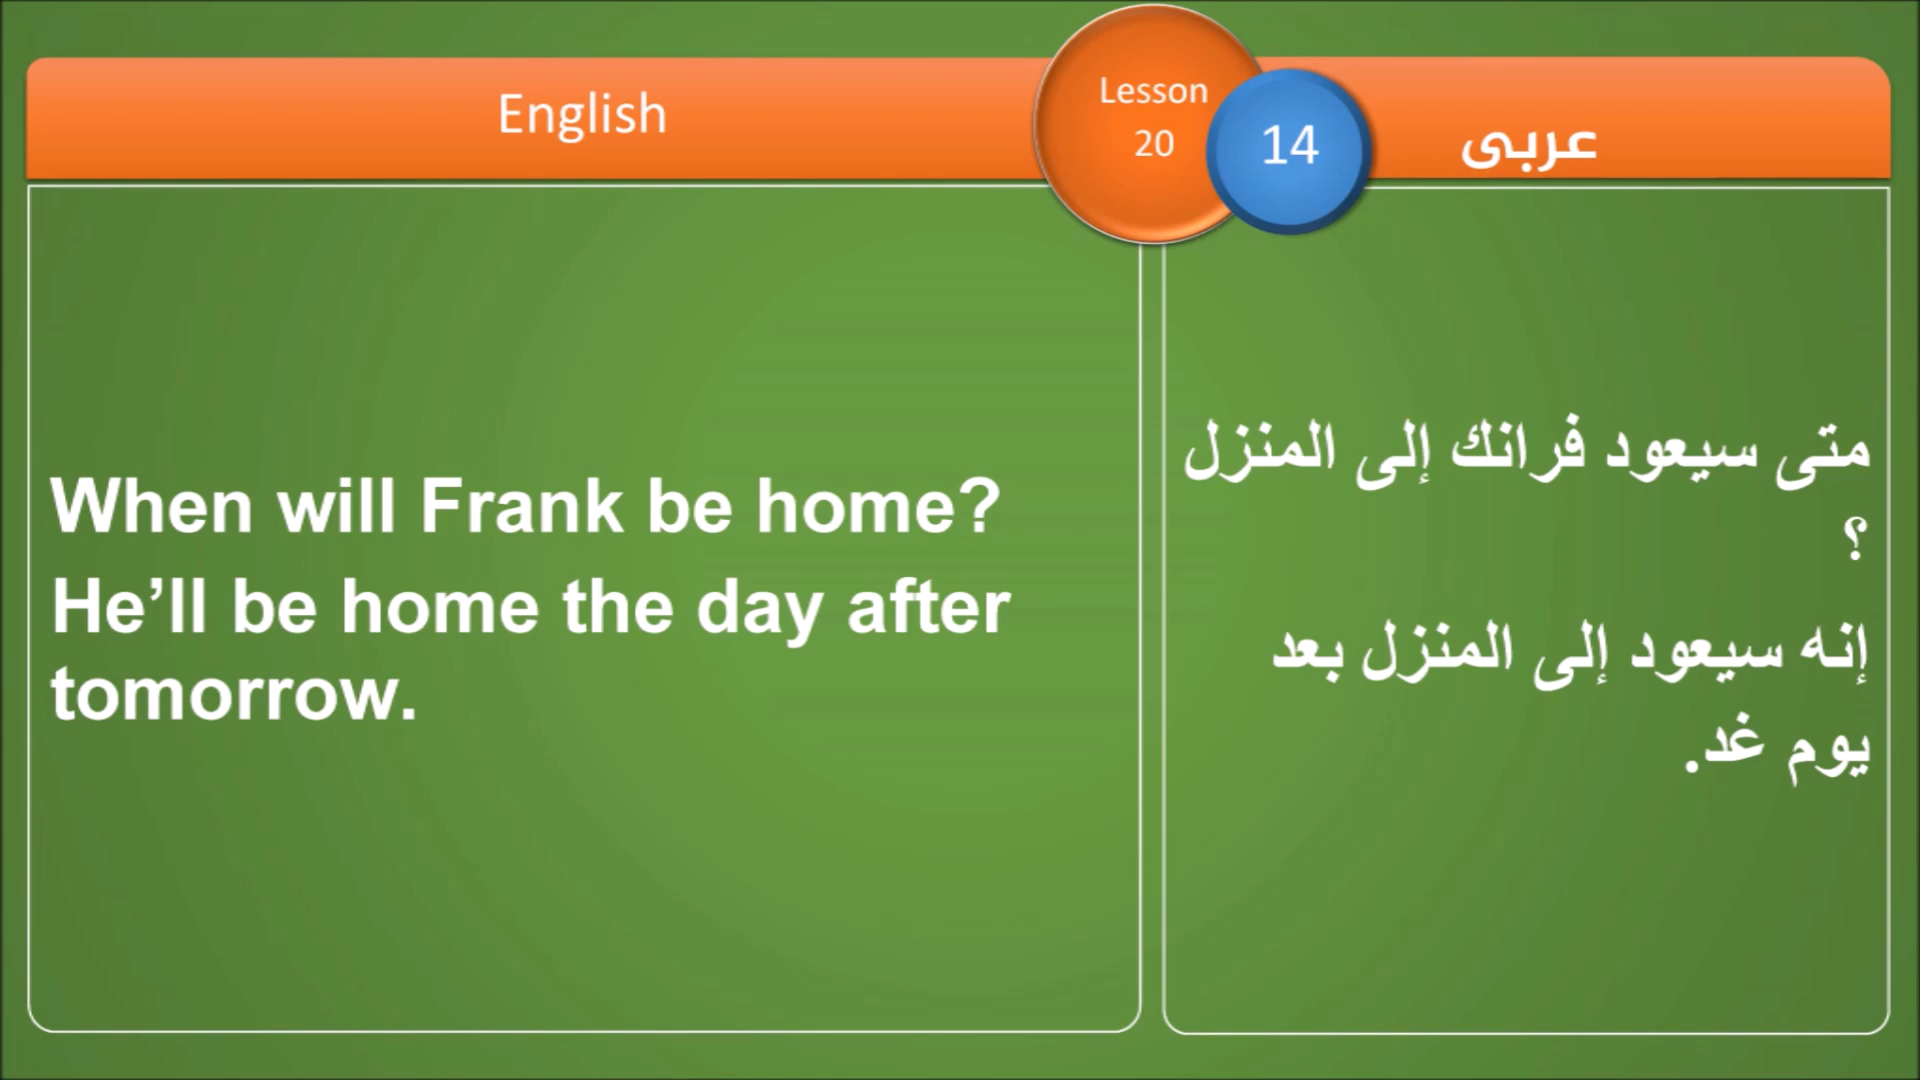 English
Lesson
20
14
عربى
When will Frank be home?
He’ll be home the day after
tomorrow.
متى سيعود فرانك إلى المنزل
؟
إنه سيعود إلى المنزل بعد
يوم غد.